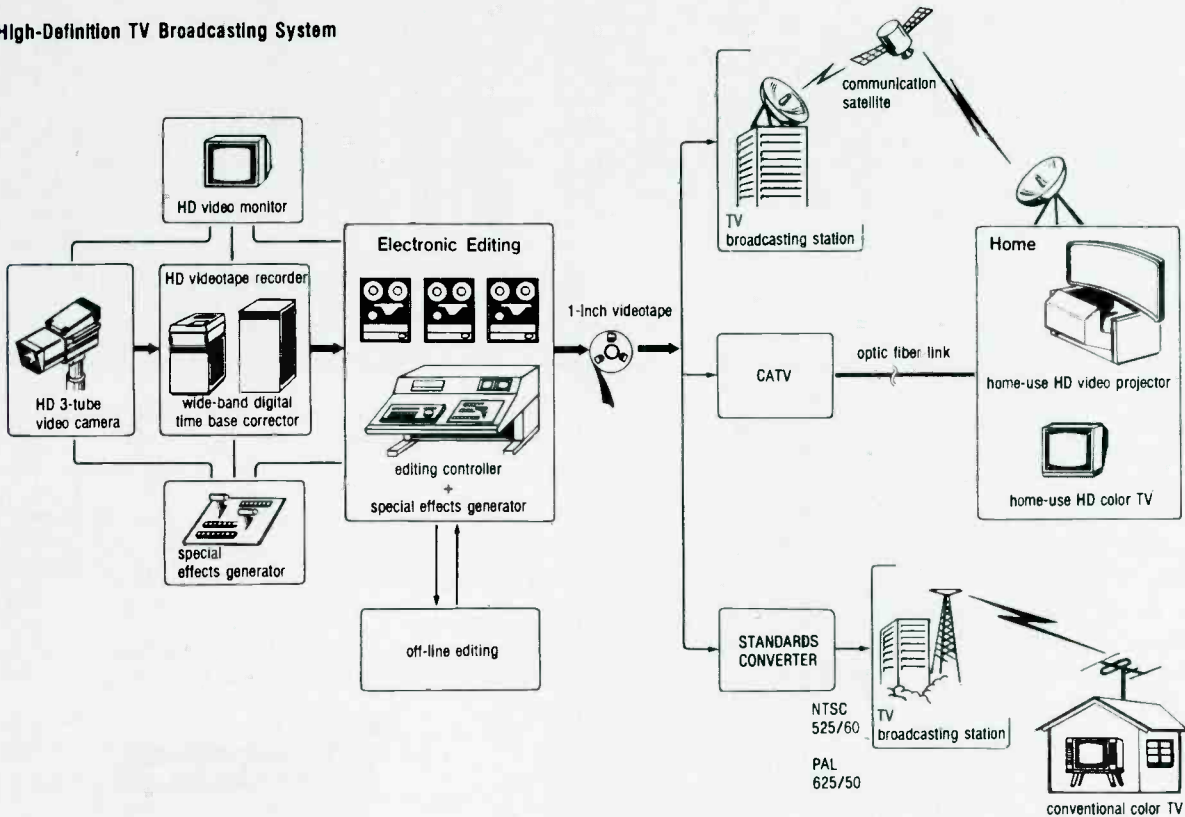 High-Definition TV Broadcasting System
HD video monitor
HD 3-tube
video camera
HD videotape recorder
wide-band digital
time base corrector
special
effects generator
Electronic Editing
editing controller
+
special effects generator
off-line editing
1-inch videotape
communication
satellite
TV
broadcasting station
CATV
optic fiber link
Home
home-use HD video projector
home-use HD color TV
STANDARDS
CONVERTER
NTSC
525/60
PAL
625/50
TV
broadcasting station
conventional color TV